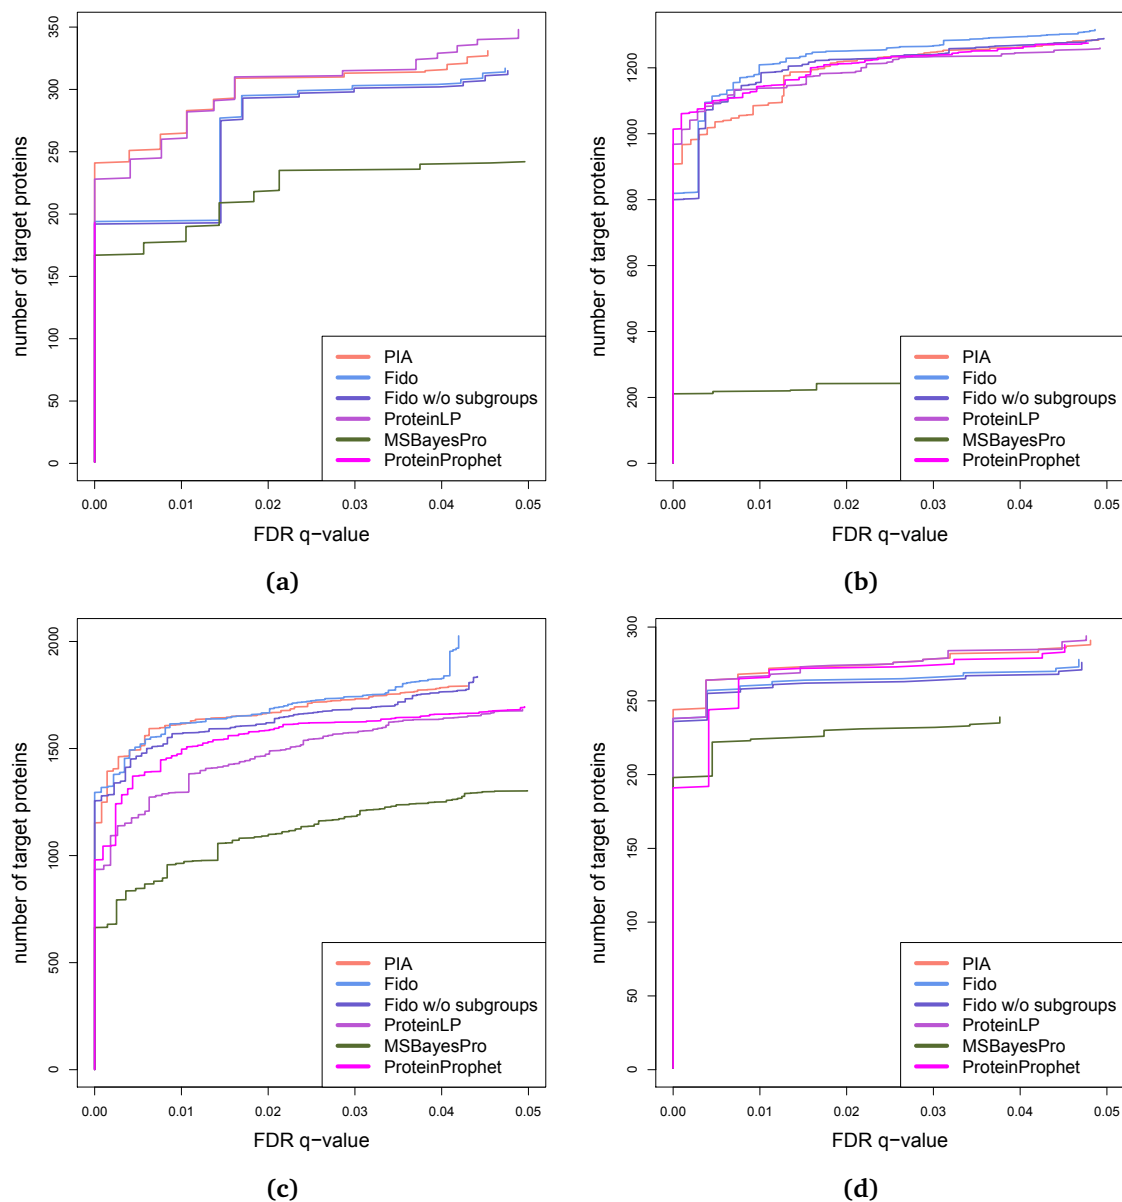 number of target proteins
350
300
250
200
150
100
50
0
0.00 0.01 0.02 0.03 0.04 0.05
FDR q−value
PIA
Fido
Fido w/o subgroups
ProteinLP
MSBayesPro
ProteinProphet
(a)
number of target proteins
1200
1000
800
600
400
200
0
0.00 0.01 0.02 0.03 0.04 0.05
FDR q−value
PIA
Fido
Fido w/o subgroups
ProteinLP
MSBayesPro
ProteinProphet
(b)
number of target proteins
2000
1500
1000
500
0
0.00 0.01 0.02 0.03 0.04 0.05
FDR q−value
PIA
Fido
Fido w/o subgroups
ProteinLP
MSBayesPro
ProteinProphet
(c)
number of target proteins
300
250
200
150
100
50
0
0.00 0.01 0.02 0.03 0.04 0.05
FDR q−value
PIA
Fido
Fido w/o subgroups
ProteinLP
MSBayesPro
ProteinProphet
(d)